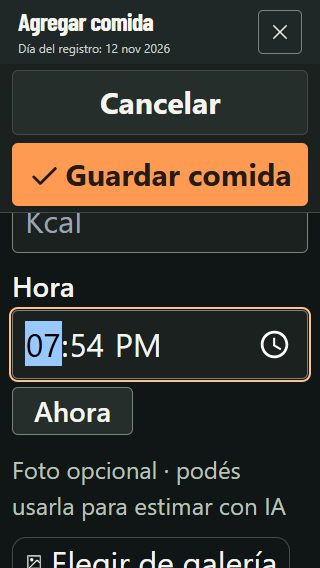 Agregar comida
Día del registro: 12 nov 2026
Cancelar
Guardar comida
Kcal
Hora
07:54 PM
Ahora
Foto opcional · podés
usarla para estimar con IA
Elegir de galería